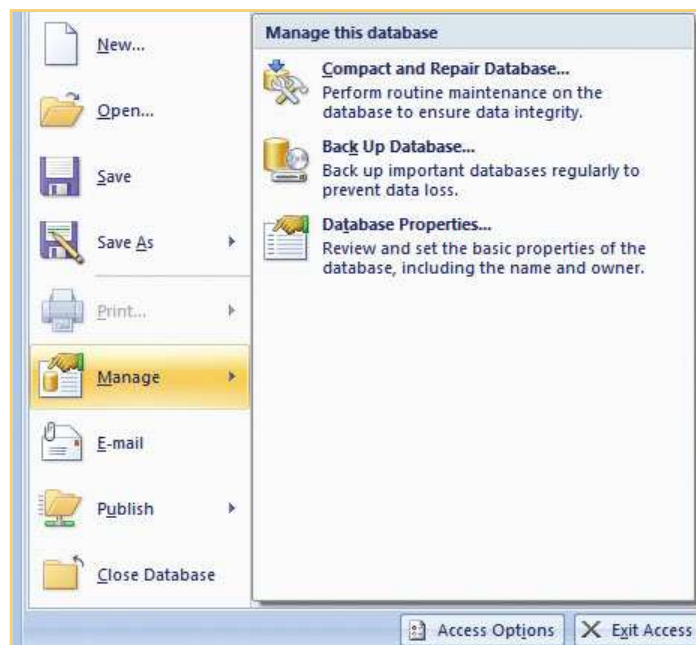 New...
Open...
Save
Save As
Print...
Manage
E-mail
Publish
Close Database
Manage this database
Compact and Repair Database...
Perform routine maintenance on the
database to ensure data integrity.
Back Up Database...
Back up important databases regularly to
prevent data loss.
Database Properties...
Review and set the basic properties of the
database, including the name and owner.
Access Options
Exit Access